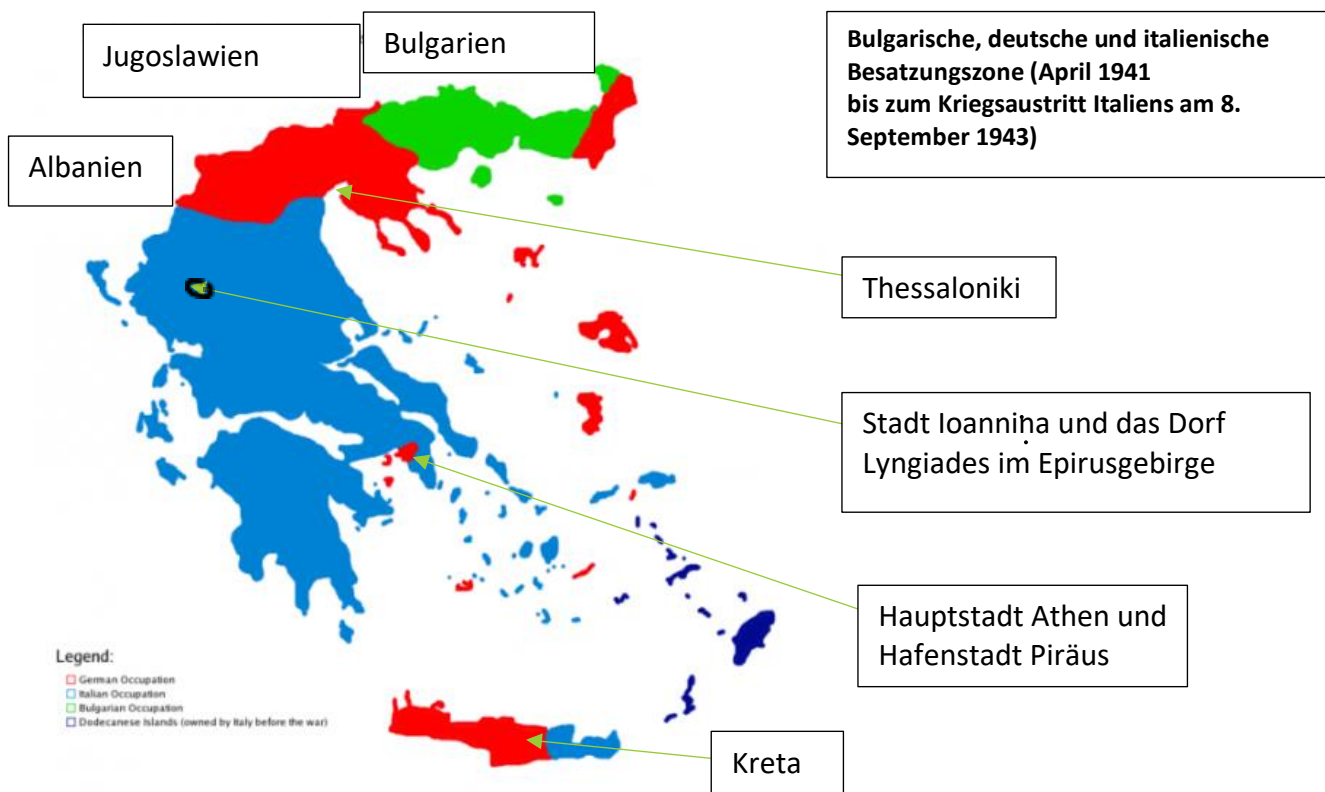 Jugoslawien
Bulgarien
Bulgarische, deutsche und italienische
Besatzungszone (April 1941
bis zum Kriegsaustritt Italiens am 8.
September 1943)
Albanien
Thessaloniki
Stadt Ioannina und das Dorf
Lyngiades im Epirusgebirge
Hauptstadt Athen und
Hafenstadt Piräus
Legend:
German Occupation
Italian Occupation
Bulgarian Occupation
Dodecanese Islands (owned by Italy before the war)
Kreta